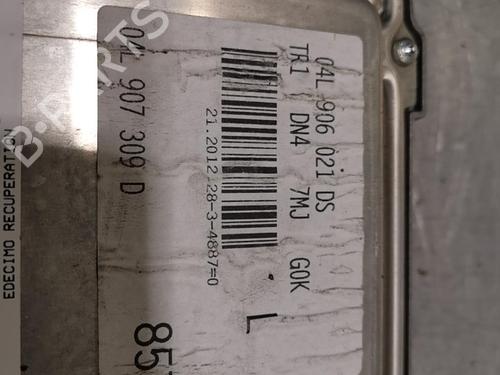 04L 906 021 DS
TR1 DN4 7MJ G0K
21.2012 28-3-4887=0
L
04L 907 309 D
857
B-PARTS
EDECIMO RECUPERATION